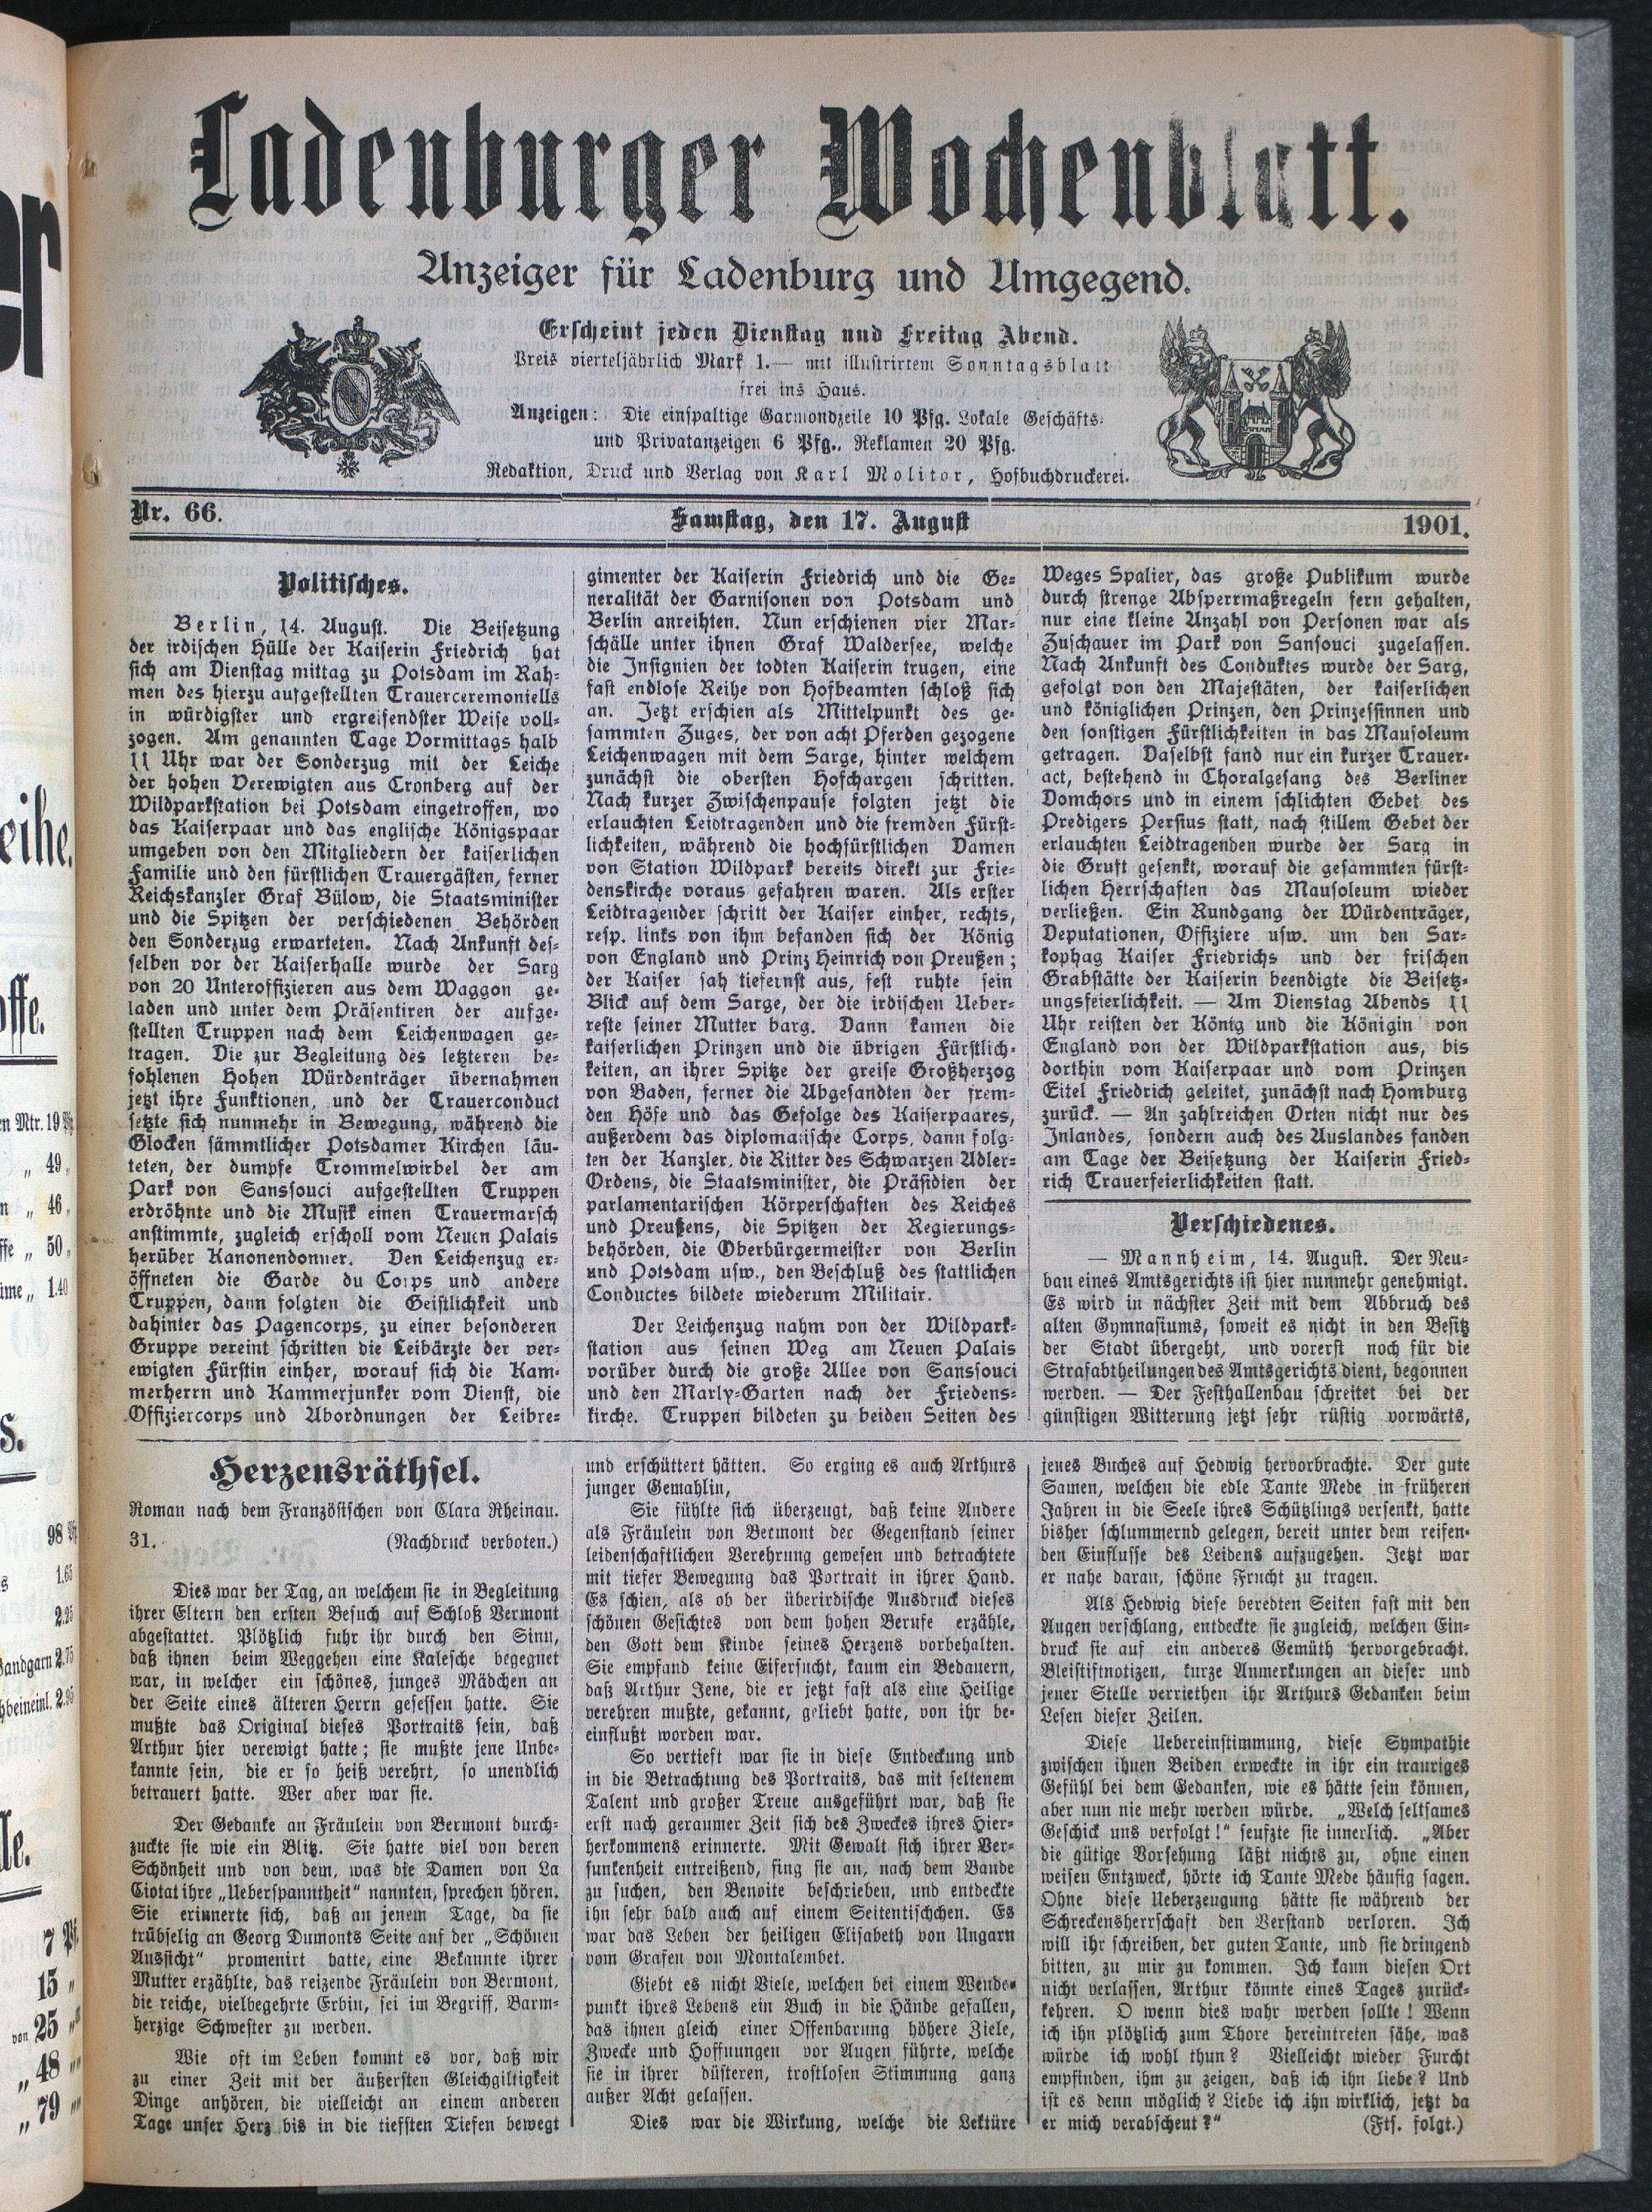 Ladenburger Wochenblatt.
Anzeiger für Ladenburg und Umgegend.
Erscheint jeden Dienstag und Freitag Abend.
Preis vierteljährlich Mark 1.— mit illustrirtem Sonntagsblatt
frei ins Haus.
Anzeigen: Die einspaltige Garmondzeile 10 Pfg. Lokale Geschäfts-
und Privatanzeigen 6 Pfg., Reklamen 20 Pfg.
Redaktion, Druck und Verlag von Karl Molitor, Hofbuchdruckerei.
Nr. 66.
Samstag, den 17. August
1901.
Politisches.
Berlin, 14. August. Die Beisetzung
der irdischen Hülle der Kaiserin Friedrich hat
sich am Dienstag mittag zu Potsdam im Rah-
men des hierzu aufgestellten Trauerceremoniells
in würdigster und ergreifendster Weise voll-
zogen. Am genannten Tage Vormittags halb
11 Uhr war der Sonderzug mit der Leiche
der hohen Verewigten aus Cronberg auf der
Wildparkstation bei Potsdam eingetroffen, wo
das Kaiserpaar und das englische Königspaar
umgeben von den Mitgliedern der kaiserlichen
Familie und den fürstlichen Trauergästen, ferner
Reichskanzler Graf Bülow, die Staatsminister
und die Spitzen der verschiedenen Behörden
den Sonderzug erwarteten. Nach Ankunft des-
selben vor der Kaiserhalle wurde der Sarg
von 20 Unteroffizieren aus dem Waggon ge-
laden und unter dem Präsentiren der aufge-
stellten Truppen nach dem Leichenwagen ge-
tragen. Die zur Begleitung des letzteren be-
fohlenen Hohen Würdenträger übernahmen
jetzt ihre Funktionen, und der Trauerconduct
setzte sich nunmehr in Bewegung, während die
Glocken sämmtlicher Potsdamer Kirchen läu-
teten, der dumpfe Trommelwirbel der am
Park von Sanssouci aufgestellten Truppen
erdröhnte und die Musik einen Trauermarsch
anstimmte, zugleich erscholl vom Neuen Palais
herüber Kanonendonner. Den Leichenzug er-
öffneten die Garde du Corps und andere
Truppen, dann folgten die Geistlichkeit und
dahinter das Pagencorps, zu einer besonderen
Gruppe vereint schritten die Leibärzte der ver-
ewigten Fürstin einher, worauf sich die Kam-
merherrn und Kammerjunker vom Dienst, die
Offiziercorps und Abordnungen der Leibre-
gimenter der Kaiserin Friedrich und die Ge-
neralität der Garnisonen von Potsdam und
Berlin anreihten. Nun erschienen vier Mar-
schälle unter ihnen Graf Waldersee, welche
die Insignien der todten Kaiserin trugen, eine
fast endlose Reihe von Hofbeamten schloß sich
an. Jetzt erschien als Mittelpunkt des ge-
sammten Zuges, der von acht Pferden gezogene
Leichenwagen mit dem Sarge, hinter welchem
zunächst die obersten Hofchargen schritten.
Nach kurzer Zwischenpause folgten jetzt die
erlauchten Leidtragenden und die fremden Fürst-
lichkeiten, während die hochfürstlichen Damen
von Station Wildpark bereits direkt zur Frie-
denskirche voraus gefahren waren. Als erster
Leidtragender schritt der Kaiser einher, rechts,
resp. links von ihm befanden sich der König
von England und Prinz Heinrich von Preußen;
der Kaiser sah tiefernst aus, fest ruhte sein
Blick auf dem Sarge, der die irdischen Ueber-
reste seiner Mutter barg. Dann kamen die
kaiserlichen Prinzen und die übrigen Fürstlich-
keiten, an ihrer Spitze der greise Großherzog
von Baden, ferner die Abgesandten der frem-
den Höfe und das Gefolge des Kaiserpaares,
außerdem das diplomatische Corps, dann folg-
ten der Kanzler, die Ritter des Schwarzen Adler-
Ordens, die Staatsminister, die Präsidien der
parlamentarischen Körperschaften des Reiches
und Preußens, die Spitzen der Regierungs-
behörden, die Oberbürgermeister von Berlin
und Potsdam usw., den Beschluß des stattlichen
Conductes bildete wiederum Militair.
Der Leichenzug nahm von der Wildpark-
station aus seinen Weg am Neuen Palais
vorüber durch die große Allee von Sanssouci
und den Marly-Garten nach der Friedens-
kirche. Truppen bildeten zu beiden Seiten des
Weges Spalier, das große Publikum wurde
durch strenge Absperrmaßregeln fern gehalten,
nur eine kleine Anzahl von Personen war als
Zuschauer im Park von Sansouci zugelassen.
Nach Ankunft des Conduktes wurde der Sarg,
gefolgt von den Majestäten, der kaiserlichen
und königlichen Prinzen, den Prinzessinnen und
den sonstigen Fürstlichkeiten in das Mausoleum
getragen. Daselbst fand nur ein kurzer Trauer-
act, bestehend in Choralgesang des Berliner
Domchors und in einem schlichten Gebet des
Predigers Persius statt, nach stillem Gebet der
erlauchten Leidtragenden wurde der Sarg in
die Gruft gesenkt, worauf die gesammten fürst-
lichen Herrschaften das Mausoleum wieder
verließen. Ein Rundgang der Würdenträger,
Deputationen, Offiziere usw. um den Sar-
kophag Kaiser Friedrichs und der frischen
Grabstätte der Kaiserin beendigte die Beisetz-
ungsfeierlichkeit. — Am Dienstag Abends 11
Uhr reisten der König und die Königin von
England von der Wildparkstation aus, bis
dorthin vom Kaiserpaar und vom Prinzen
Eitel Friedrich geleitet, zunächst nach Homburg
zurück. — An zahlreichen Orten nicht nur des
Inlandes, sondern auch des Auslandes fanden
am Tage der Beisetzung der Kaiserin Fried-
rich Trauerfeierlichkeiten statt.
Verschiedenes.
— Mannheim, 14. August. Der Neu-
bau eines Amtsgerichts ist hier nunmehr genehmigt.
Es wird in nächster Zeit mit dem Abbruch des
alten Gymnasiums, soweit es nicht in den Besitz
der Stadt übergeht, und vorerst noch für die
Strafabtheilungen des Amtsgerichts dient, begonnen
werden. — Der Festhallenbau schreitet bei der
günstigen Witterung jetzt sehr rüstig vorwärts,
Herzensräthsel.
Roman nach dem Französischen von Clara Rheinau.
31. (Nachdruck verboten.)
Dies war der Tag, an welchem sie in Begleitung
ihrer Eltern den ersten Besuch auf Schloß Vermont
abgestattet. Plötzlich fuhr ihr durch den Sinn,
daß ihnen beim Weggehen eine Kalesche begegnet
war, in welcher ein schönes, junges Mädchen an
der Seite eines älteren Herrn gesessen hatte. Sie
mußte das Original dieses Portraits sein, daß
Arthur hier verewigt hatte; sie mußte jene Unbe-
kannte sein, die er so heiß verehrt, so unendlich
betrauert hatte. Wer aber war sie.
Der Gedanke an Fräulein von Vermont durch-
zuckte sie wie ein Blitz. Sie hatte viel von deren
Schönheit und von dem, was die Damen von La
Ciotat ihre „Ueberspanntheit“ nannten, sprechen hören.
Sie erinnerte sich, daß an jenem Tage, da sie
trübselig an Georg Dumonts Seite auf der „Schönen
Aussicht“ promenirt hatte, eine Bekannte ihrer
Mutter erzählte, das reizende Fräulein von Vermont,
die reiche, vielbegehrte Erbin, sei im Begriff, Barm-
herzige Schwester zu werden.
Wie oft im Leben kommt es vor, daß wir
zu einer Zeit mit der äußersten Gleichgiltigkeit
Dinge anhören, die vielleicht an einem anderen
Tage unser Herz bis in die tiefsten Tiefen bewegt
und erschüttert hätten. So erging es auch Arthurs
junger Gemahlin,
Sie fühlte sich überzeugt, daß keine Andere
als Fräulein von Vermont der Gegenstand seiner
leidenschaftlichen Verehrung gewesen und betrachtete
mit tiefer Bewegung das Portrait in ihrer Hand.
Es schien, als ob der überirdische Ausdruck dieses
schönen Gesichtes von dem hohen Berufe erzähle,
den Gott dem Kinde seines Herzens vorbehalten.
Sie empfand keine Eifersucht, kaum ein Bedauern,
daß Arthur Jene, die er jetzt fast als eine Heilige
verehren mußte, gekannt, geliebt hatte, von ihr be-
einflußt worden war.
So vertieft war sie in diese Entdeckung und
in die Betrachtung des Portraits, das mit seltenem
Talent und großer Treue ausgeführt war, daß sie
erst nach geraumer Zeit sich des Zweckes ihres Hier-
herkommens erinnerte. Mit Gewalt sich ihrer Ver-
sunkenheit entreißend, fing sie an, nach dem Bande
zu suchen, den Benoite beschrieben, und entdeckte
ihn sehr bald auch auf einem Seitentischchen. Es
war das Leben der heiligen Elisabeth von Ungarn
vom Grafen von Montalembet.
Giebt es nicht Viele, welchen bei einem Wende-
punkt ihres Lebens ein Buch in die Hände gefallen,
das ihnen gleich einer Offenbarung höhere Ziele,
Zwecke und Hoffnungen vor Augen führte, welche
sie in ihrer düsteren, trostlosen Stimmung ganz
außer Acht gelassen.
Dies war die Wirkung, welche die Lektüre
jenes Buches auf Hedwig hervorbrachte. Der gute
Samen, welchen die edle Tante Mede in früheren
Jahren in die Seele ihres Schützlings versenkt, hatte
bisher schlummernd gelegen, bereit unter dem reifen-
den Einflusse des Leidens aufzugehen. Jetzt war
er nahe daran, schöne Frucht zu tragen.
Als Hedwig diese beredten Seiten fast mit den
Augen verschlang, entdeckte sie zugleich, welchen Ein-
druck sie auf ein anderes Gemüth hervorgebracht.
Bleistiftnotizen, kurze Anmerkungen an dieser und
jener Stelle verriethen ihr Arthurs Gedanken beim
Lesen dieser Zeilen.
Diese Uebereinstimmung, diese Sympathie
zwischen ihnen Beiden erweckte in ihr ein trauriges
Gefühl bei dem Gedanken, wie es hätte sein können,
aber nun nie mehr werden würde. „Welch seltsames
Geschick uns verfolgt!“ seufzte sie innerlich. „Aber
die gütige Vorsehung läßt nichts zu, ohne einen
weisen Entzweck, hörte ich Tante Mede häufig sagen.
Ohne diese Ueberzeugung hätte sie während der
Schreckensherrschaft den Verstand verloren. Ich
will ihr schreiben, der guten Tante, und sie dringend
bitten, zu mir zu kommen. Ich kann diesen Ort
nicht verlassen, Arthur könnte eines Tages zurück-
kehren. O wenn dies wahr werden sollte! Wenn
ich ihn plötzlich zum Thore hereintreten sähe, was
würde ich wohl thun? Vielleicht wieder Furcht
empfinden, ihm zu zeigen, daß ich ihn liebe? Und
ist es denn möglich? Liebe ich ihn wirklich, jetzt da
er mich verabscheut?“ (Fts. folgt.)